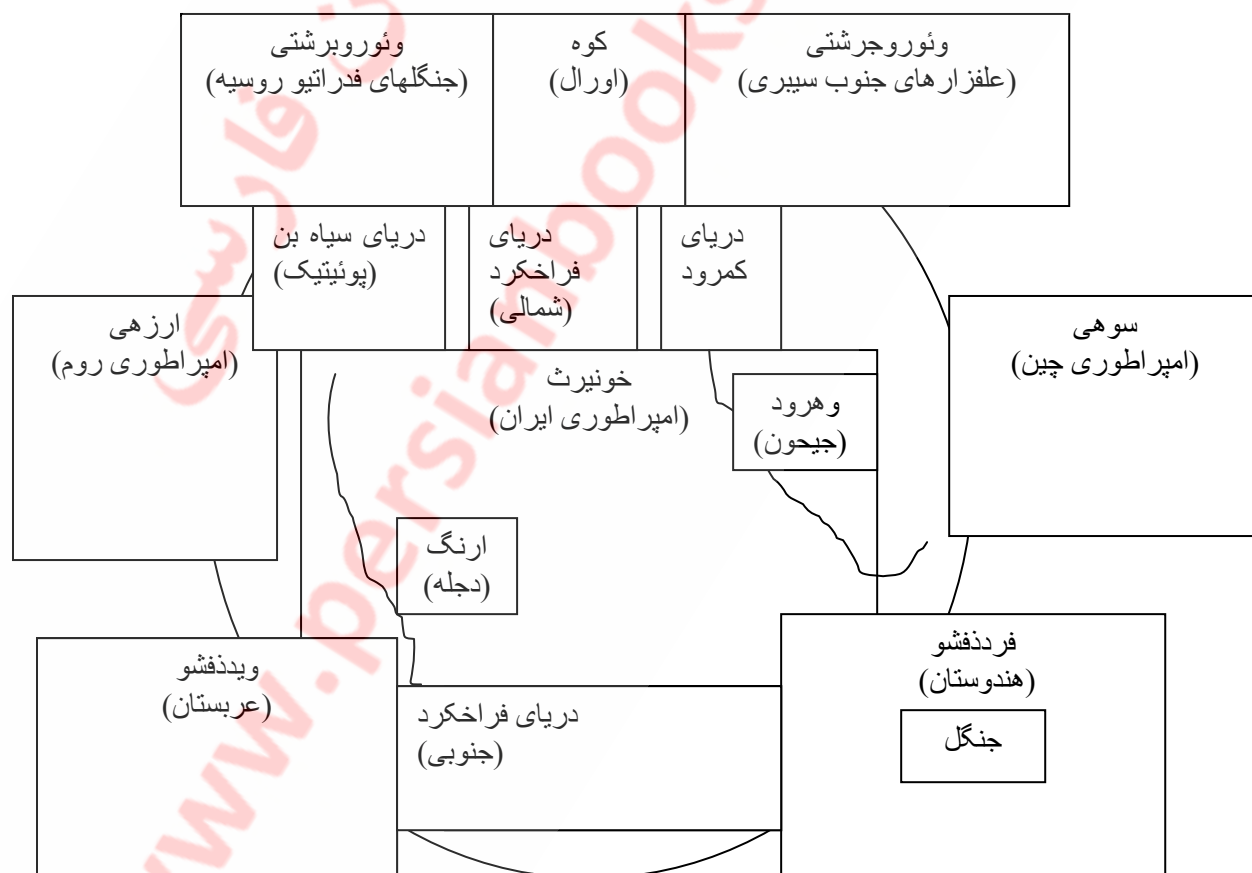 وئوروجرشتی
(علفزارهای جنوب سیبری)
کوه
(اورال)
وئوروبرشتی
(جنگلهای فدراتیو روسیه)
دریای
کمرود
دریای
فراخکرد
(شمالی)
دریای سیاه بن
(پوئیتیک)
سوهی
(امپراطوری چین)
ارزهی
(امپراطوری روم)
خونیرث
(امپراطوری ایران)
وهرود
(جیحون)
ارنگ
(دجله)
فردذفشو
(هندوستان)
جنگل
ویدذفشو
(عربستان)
دریای فراخکرد
(جنوبی)
ن فارسی
ww.persianbooks